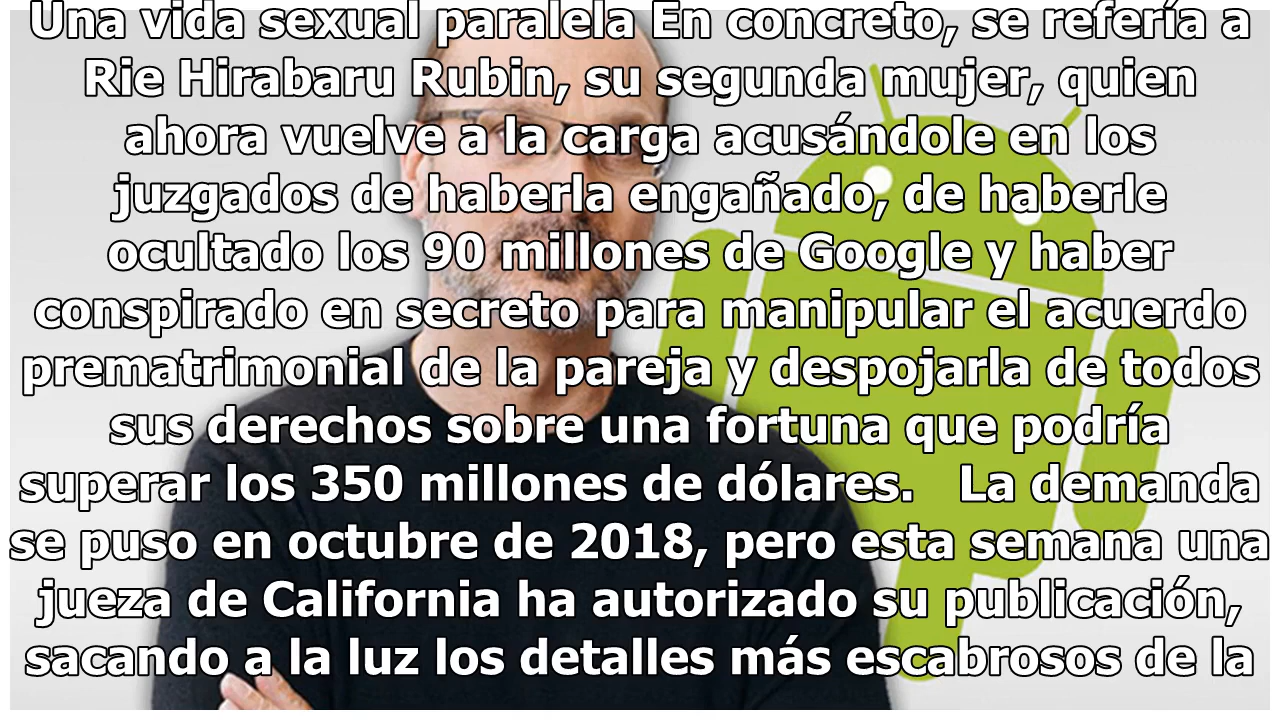 Una vida sexual paralela En concreto, se refería a
Rie Hirabaru Rubin, su segunda mujer, quien
ahora vuelve a la carga acusándole en los
juzgados de haberla engañado, de haberle
ocultado los 90 millones de Google y haber
conspirado en secreto para manipular el acuerdo
prematrimonial de la pareja y despojarla de todos
sus derechos sobre una fortuna que podría
superar los 350 millones de dólares.   La demanda
se puso en octubre de 2018, pero esta semana una
jueza de California ha autorizado su publicación,
sacando a la luz los detalles más escabrosos de la